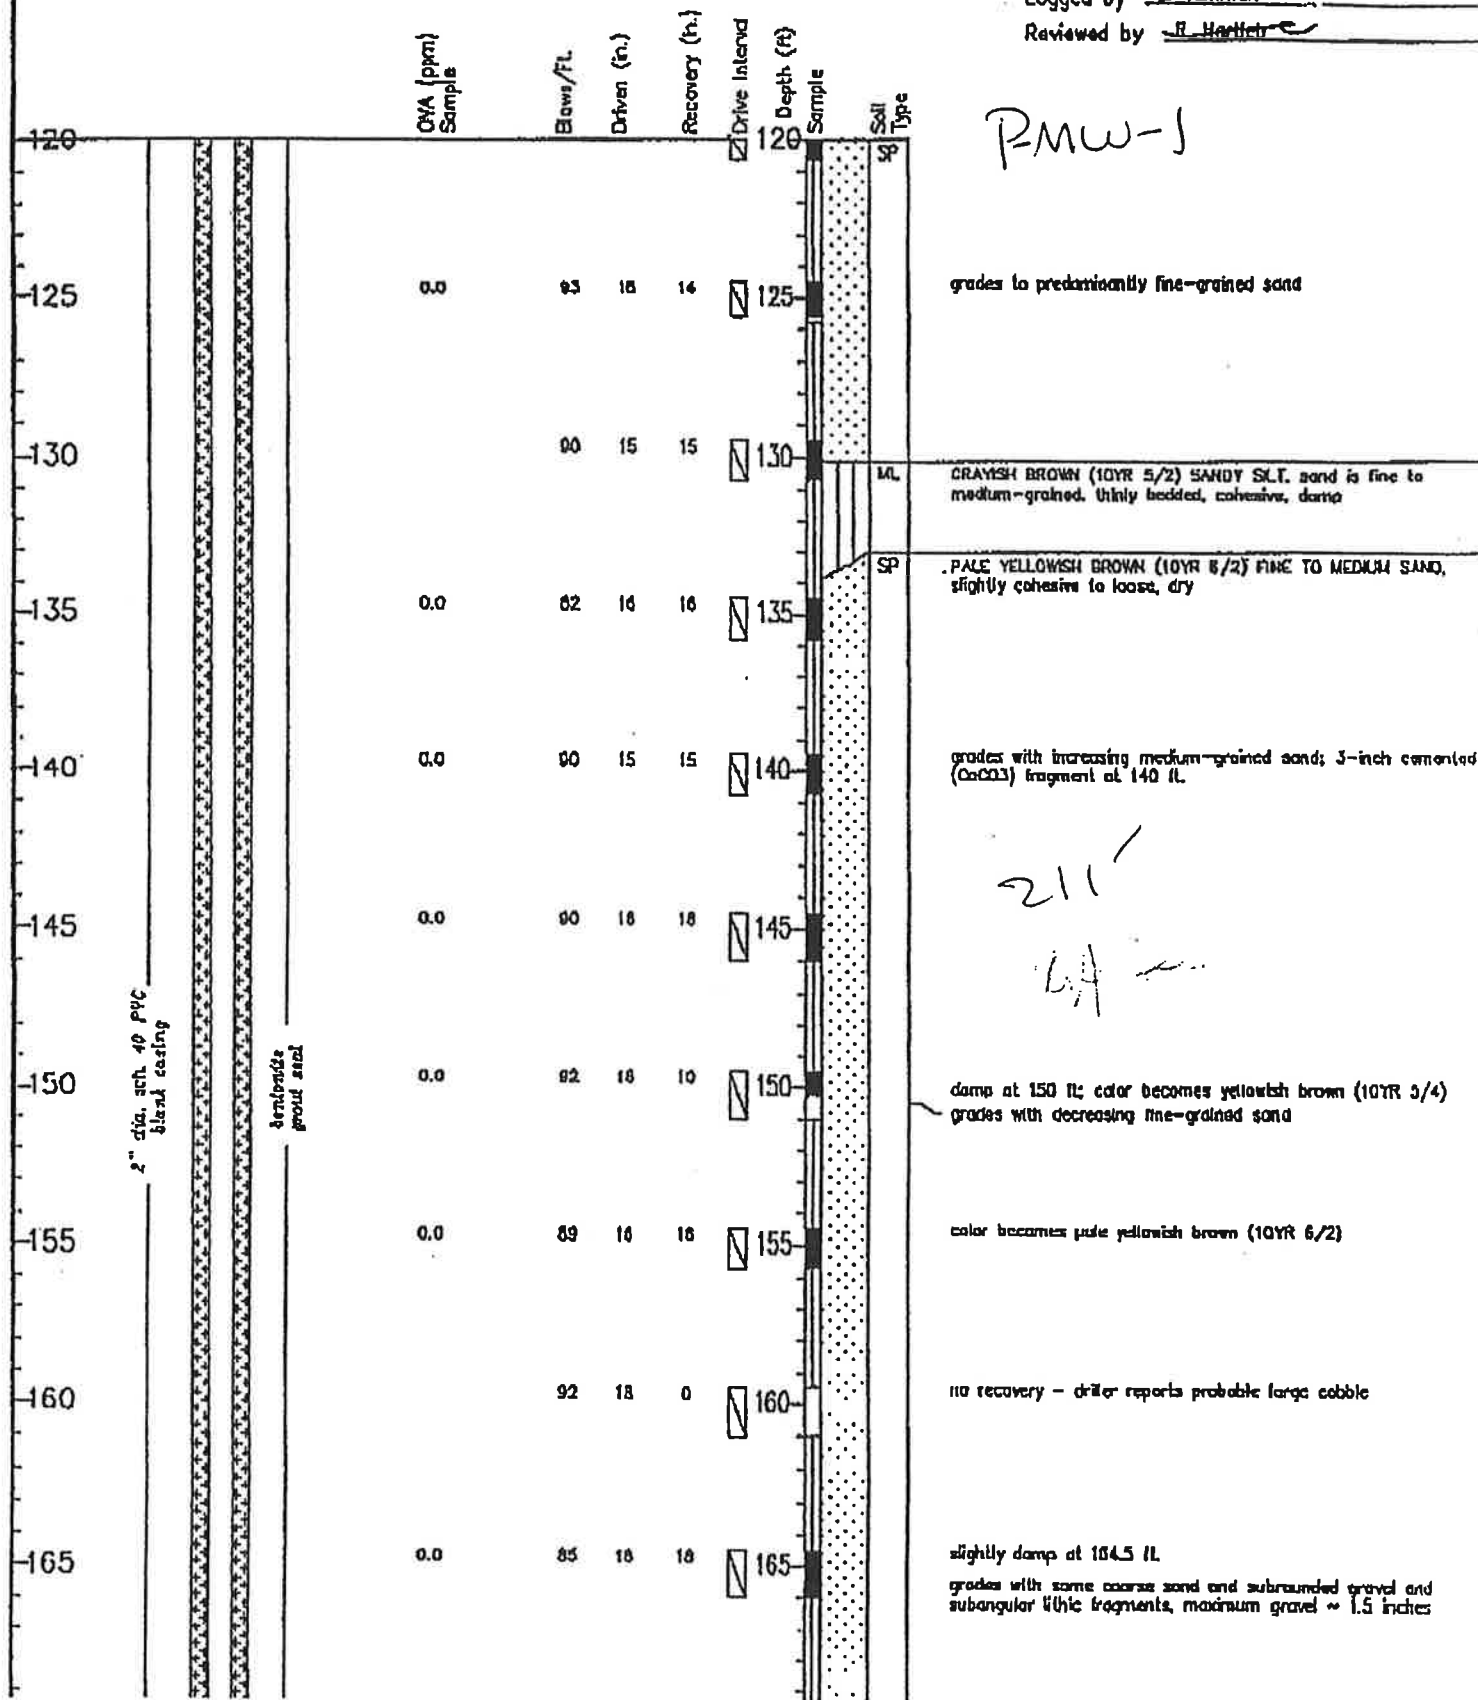 Logged by
Reviewed by R. Hartleb
PMW-1
OVA (ppm) Sample
Blows/Ft.
Driven (in.)
Recovery (in.)
Drive Interval
Depth (ft)
Sample
Soil Type
120 120 SP
125 0.0 93 16 14 125 grades to predominantly fine-grained sand
130 90 15 15 130
ML GRAYISH BROWN (10YR 5/2) SANDY SILT, sand is fine to
medium-grained, thinly bedded, cohesive, damp
SP PALE YELLOWISH BROWN (10YR 6/2) FINE TO MEDIUM SAND,
slightly cohesive to loose, dry
135 0.0 82 16 16 135
140 0.0 90 15 15 140 grades with increasing medium-grained sand; 3-inch cemented
(CaCO3) fragment at 140 ft.
211'
145 0.0 90 18 18 145
2" dia. sch. 40 PVC
blank casing
bentonite
grout seal
150 0.0 92 18 10 150 damp at 150 ft; color becomes yellowish brown (10YR 5/4)
grades with decreasing fine-grained sand
155 0.0 89 16 16 155 color becomes pale yellowish brown (10YR 6/2)
160 92 18 0 160 no recovery – driller reports probable large cobble
165 0.0 85 18 18 165 slightly damp at 164.5 ft.
grades with some coarse sand and subrounded gravel and
subangular lithic fragments, maximum gravel ~ 1.5 inches